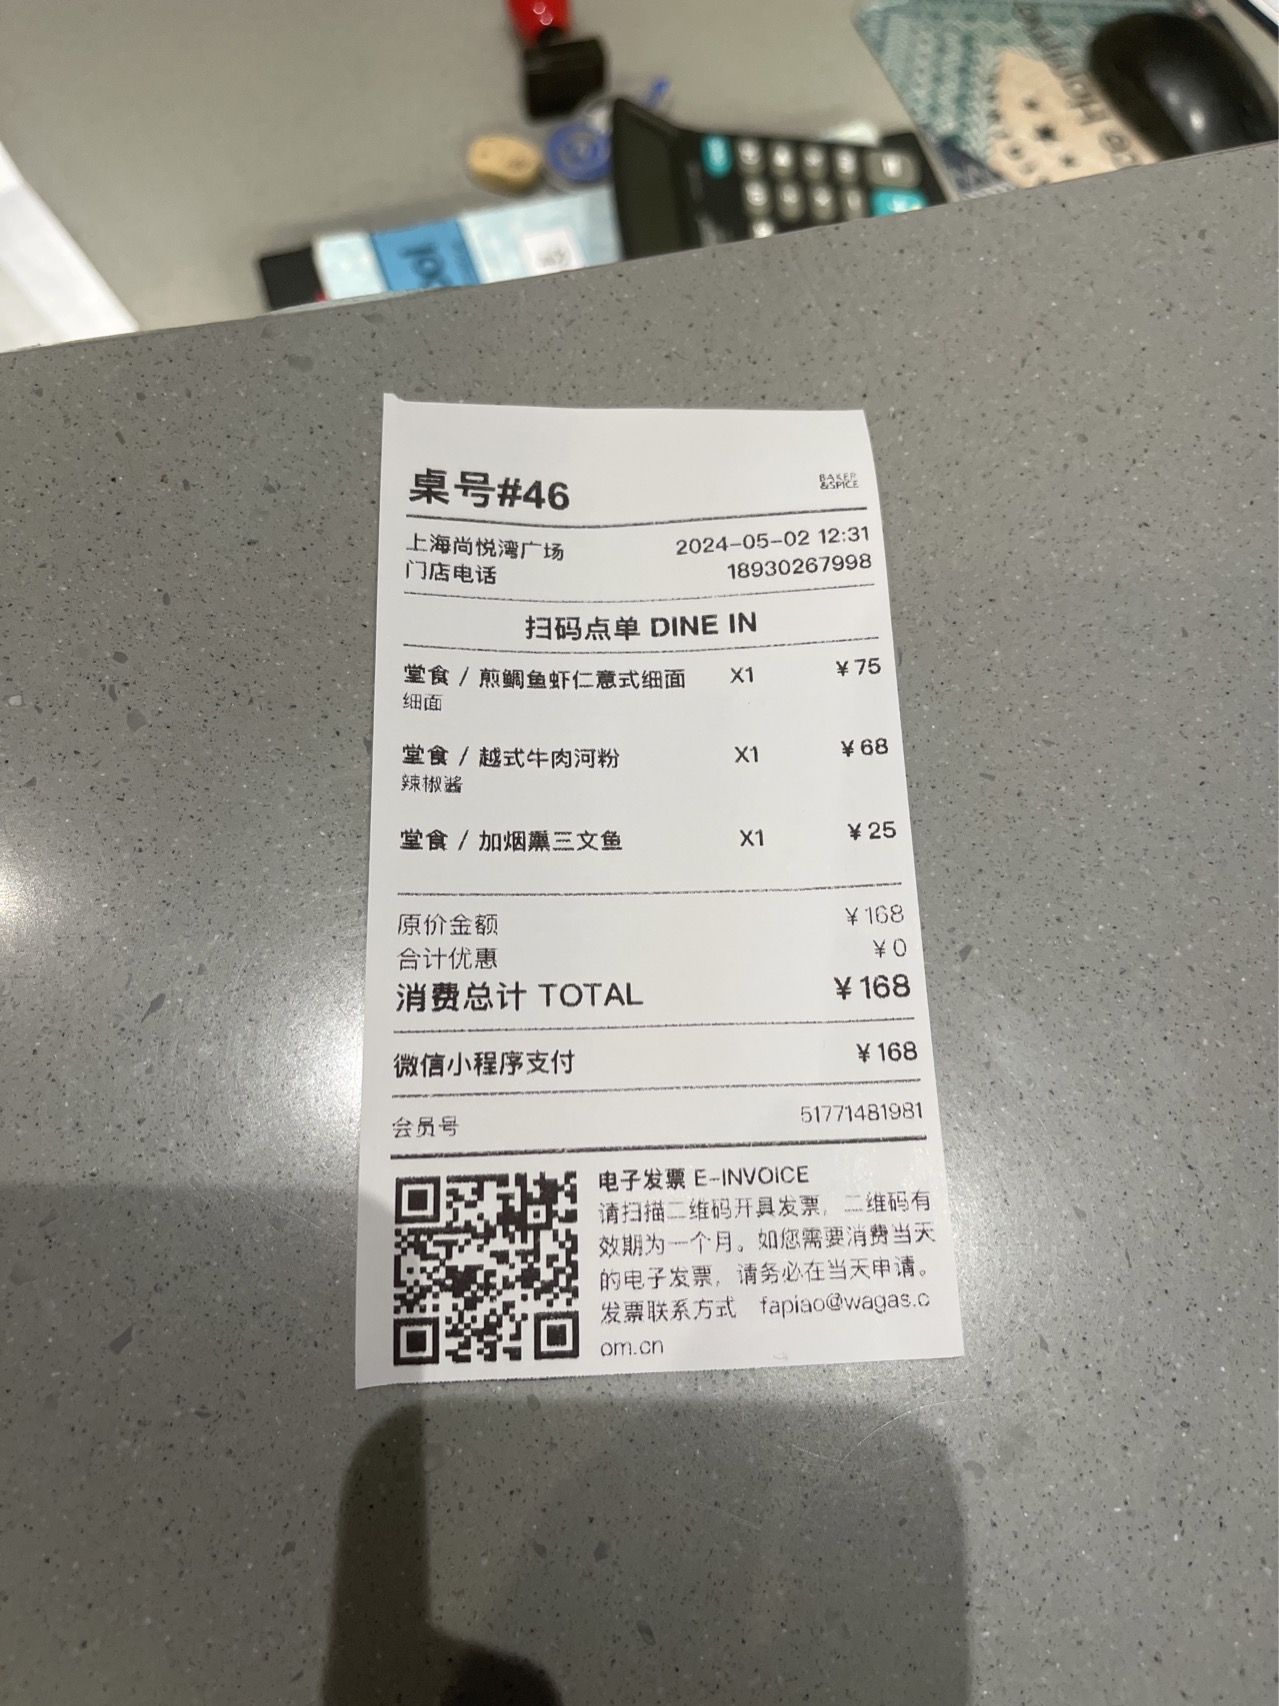 桌号#46
BAKER
&SPICE
上海尚悦湾广场 2024-05-02 12:31
门店电话 18930267998
扫码点单 DINE IN
堂食 / 煎鲷鱼虾仁意式细面 X1 ¥75
细面
堂食 / 越式牛肉河粉 X1 ¥68
辣椒酱
堂食 / 加烟熏三文鱼 X1 ¥25
原价金额 ¥168
合计优惠 ¥0
消费总计 TOTAL ¥168
微信小程序支付 ¥168
会员号 51771481981
电子发票 E-INVOICE
请扫描二维码开具发票，二维码有
效期为一个月。如您需要消费当天
的电子发票，请务必在当天申请。
发票联系方式 fapiao@wagas.c
om.cn